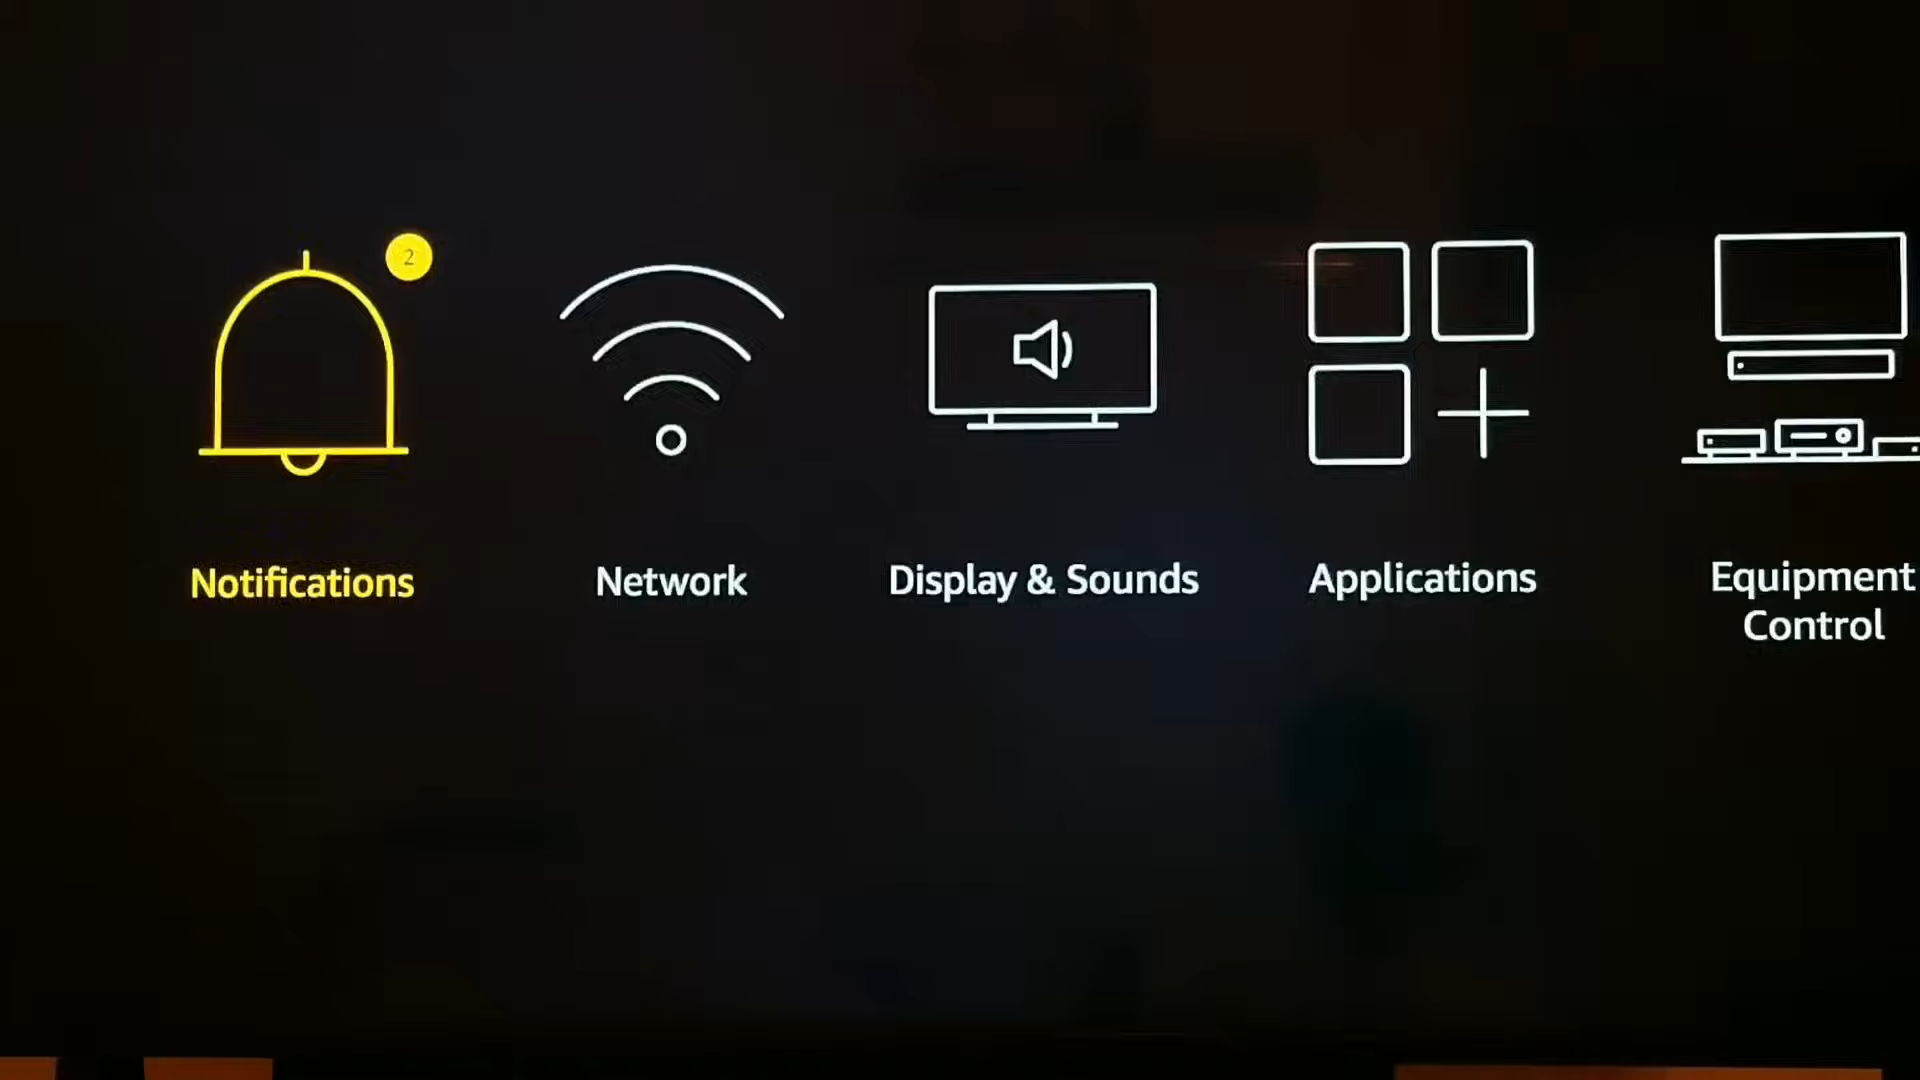 2
Notifications
Network
Display & Sounds
Applications
Equipment
Control